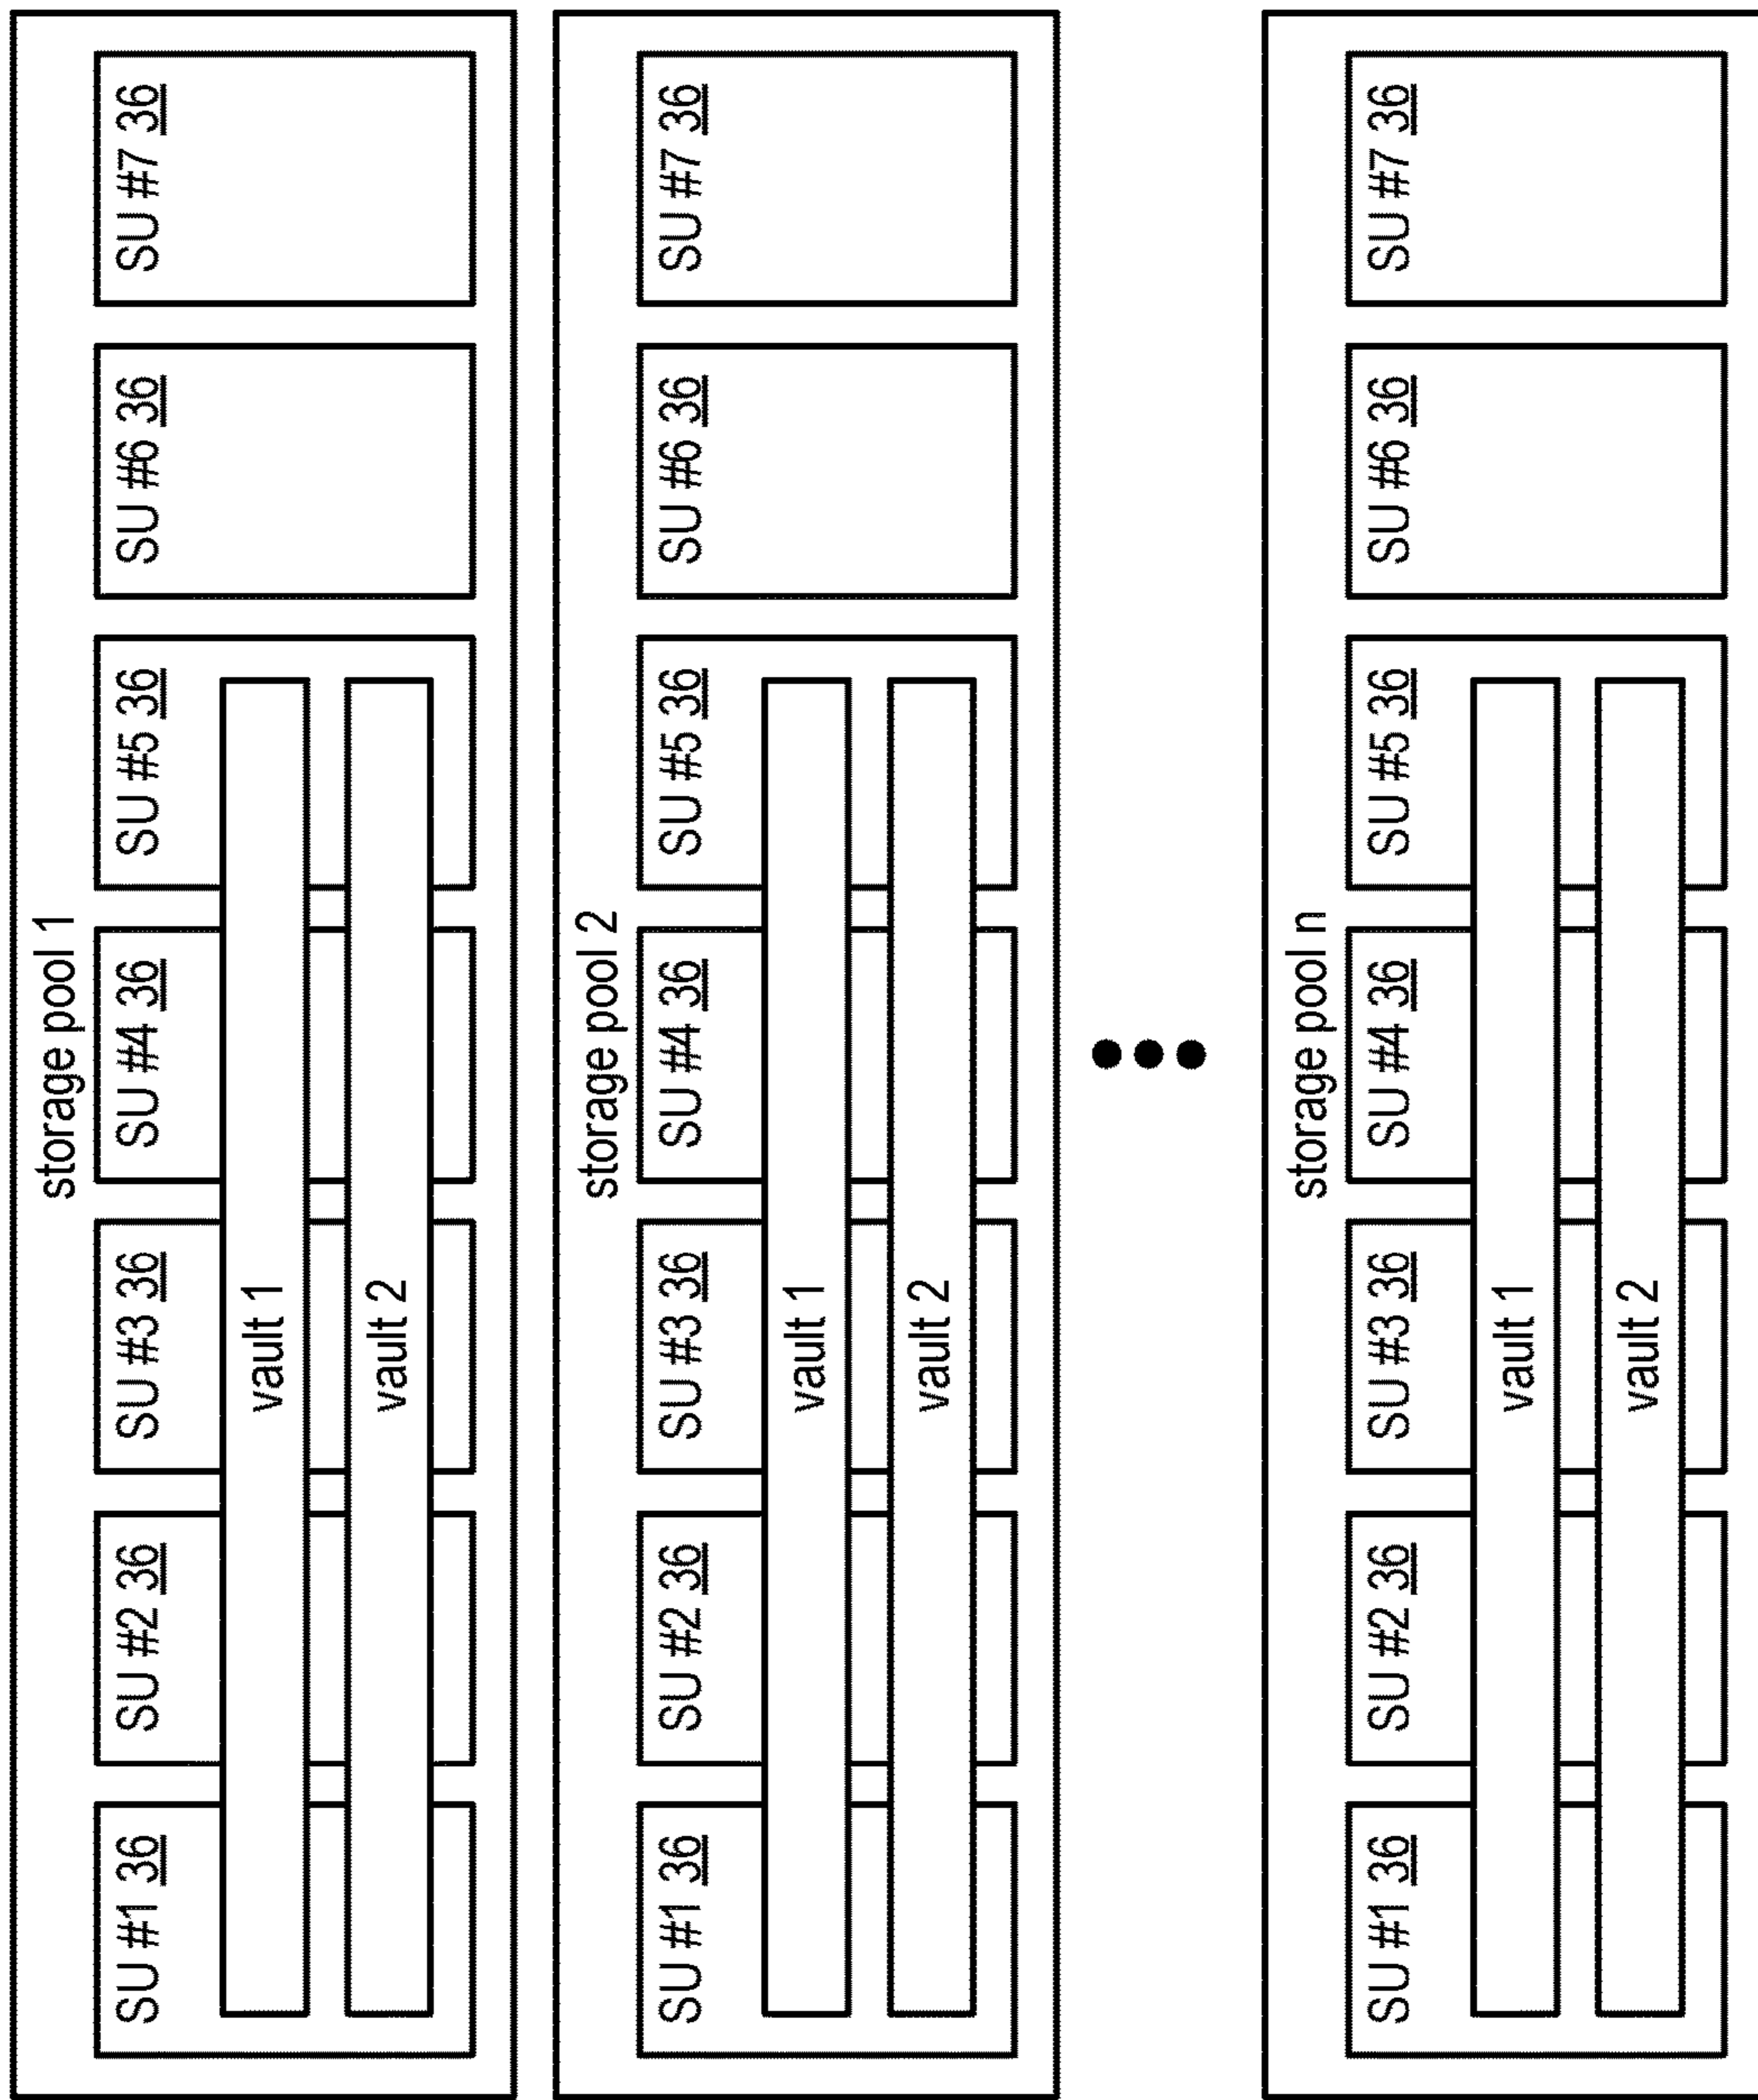 storage pool 1
SU #1 36
SU #2 36
SU #3 36
SU #4 36
SU #5 36
SU #6 36
SU #7 36
vault 1
vault 2
storage pool 2
SU #1 36
SU #2 36
SU #3 36
SU #4 36
SU #5 36
SU #6 36
SU #7 36
vault 1
vault 2
storage pool n
SU #1 36
SU #2 36
SU #3 36
SU #4 36
SU #5 36
SU #6 36
SU #7 36
vault 1
vault 2